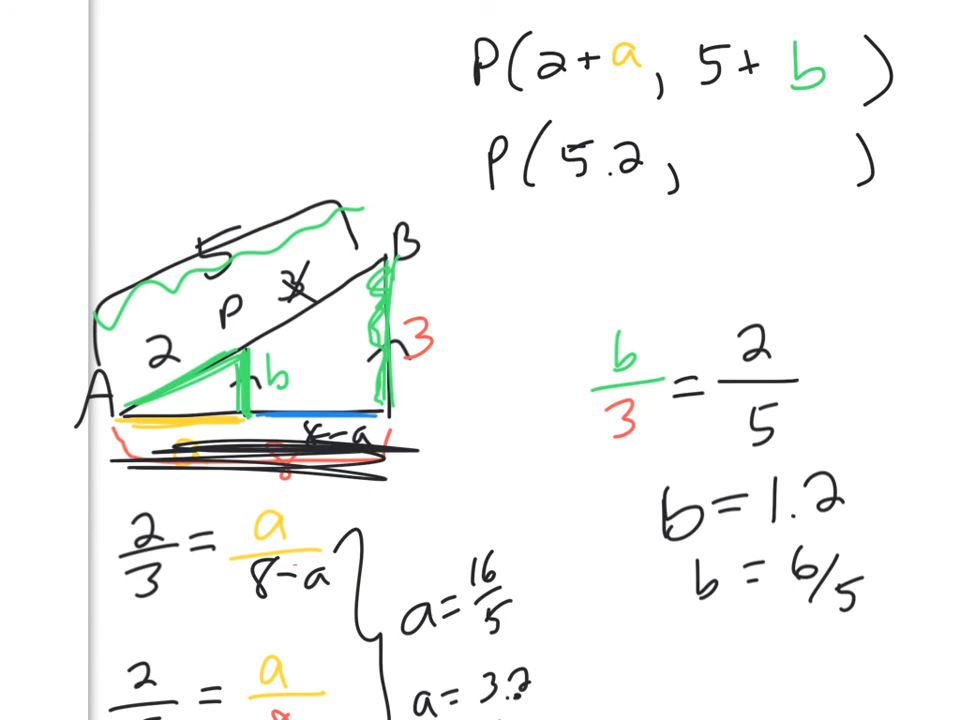 P(2+a, 5+b )
P(5.2, )
5
B
P 3
2
3
A
b
8-a
b/3 = 2/5
b = 1.2
b = 6/5
2/3 = a/8-a
a = 16/5
a = 3.2
2 = a